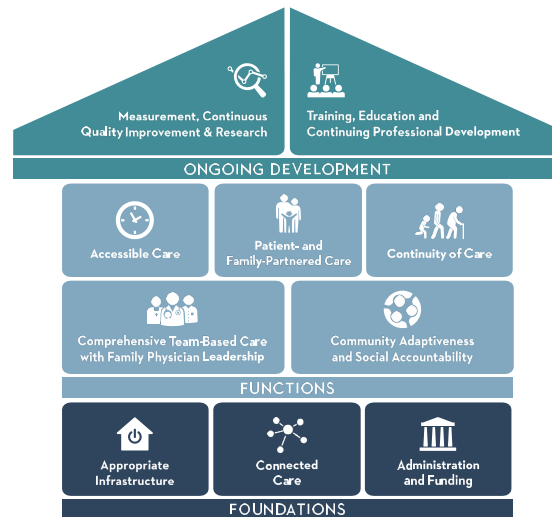 Measurement, Continuous
Quality Improvement & Research
Training, Education and
Continuing Professional Development
ONGOING DEVELOPMENT
Accessible Care
Patient- and
Family-Partnered Care
Continuity of Care
Comprehensive Team-Based Care
with Family Physician Leadership
Community Adaptiveness
and Social Accountability
FUNCTIONS
Appropriate
Infrastructure
Connected
Care
Administration
and Funding
FOUNDATIONS